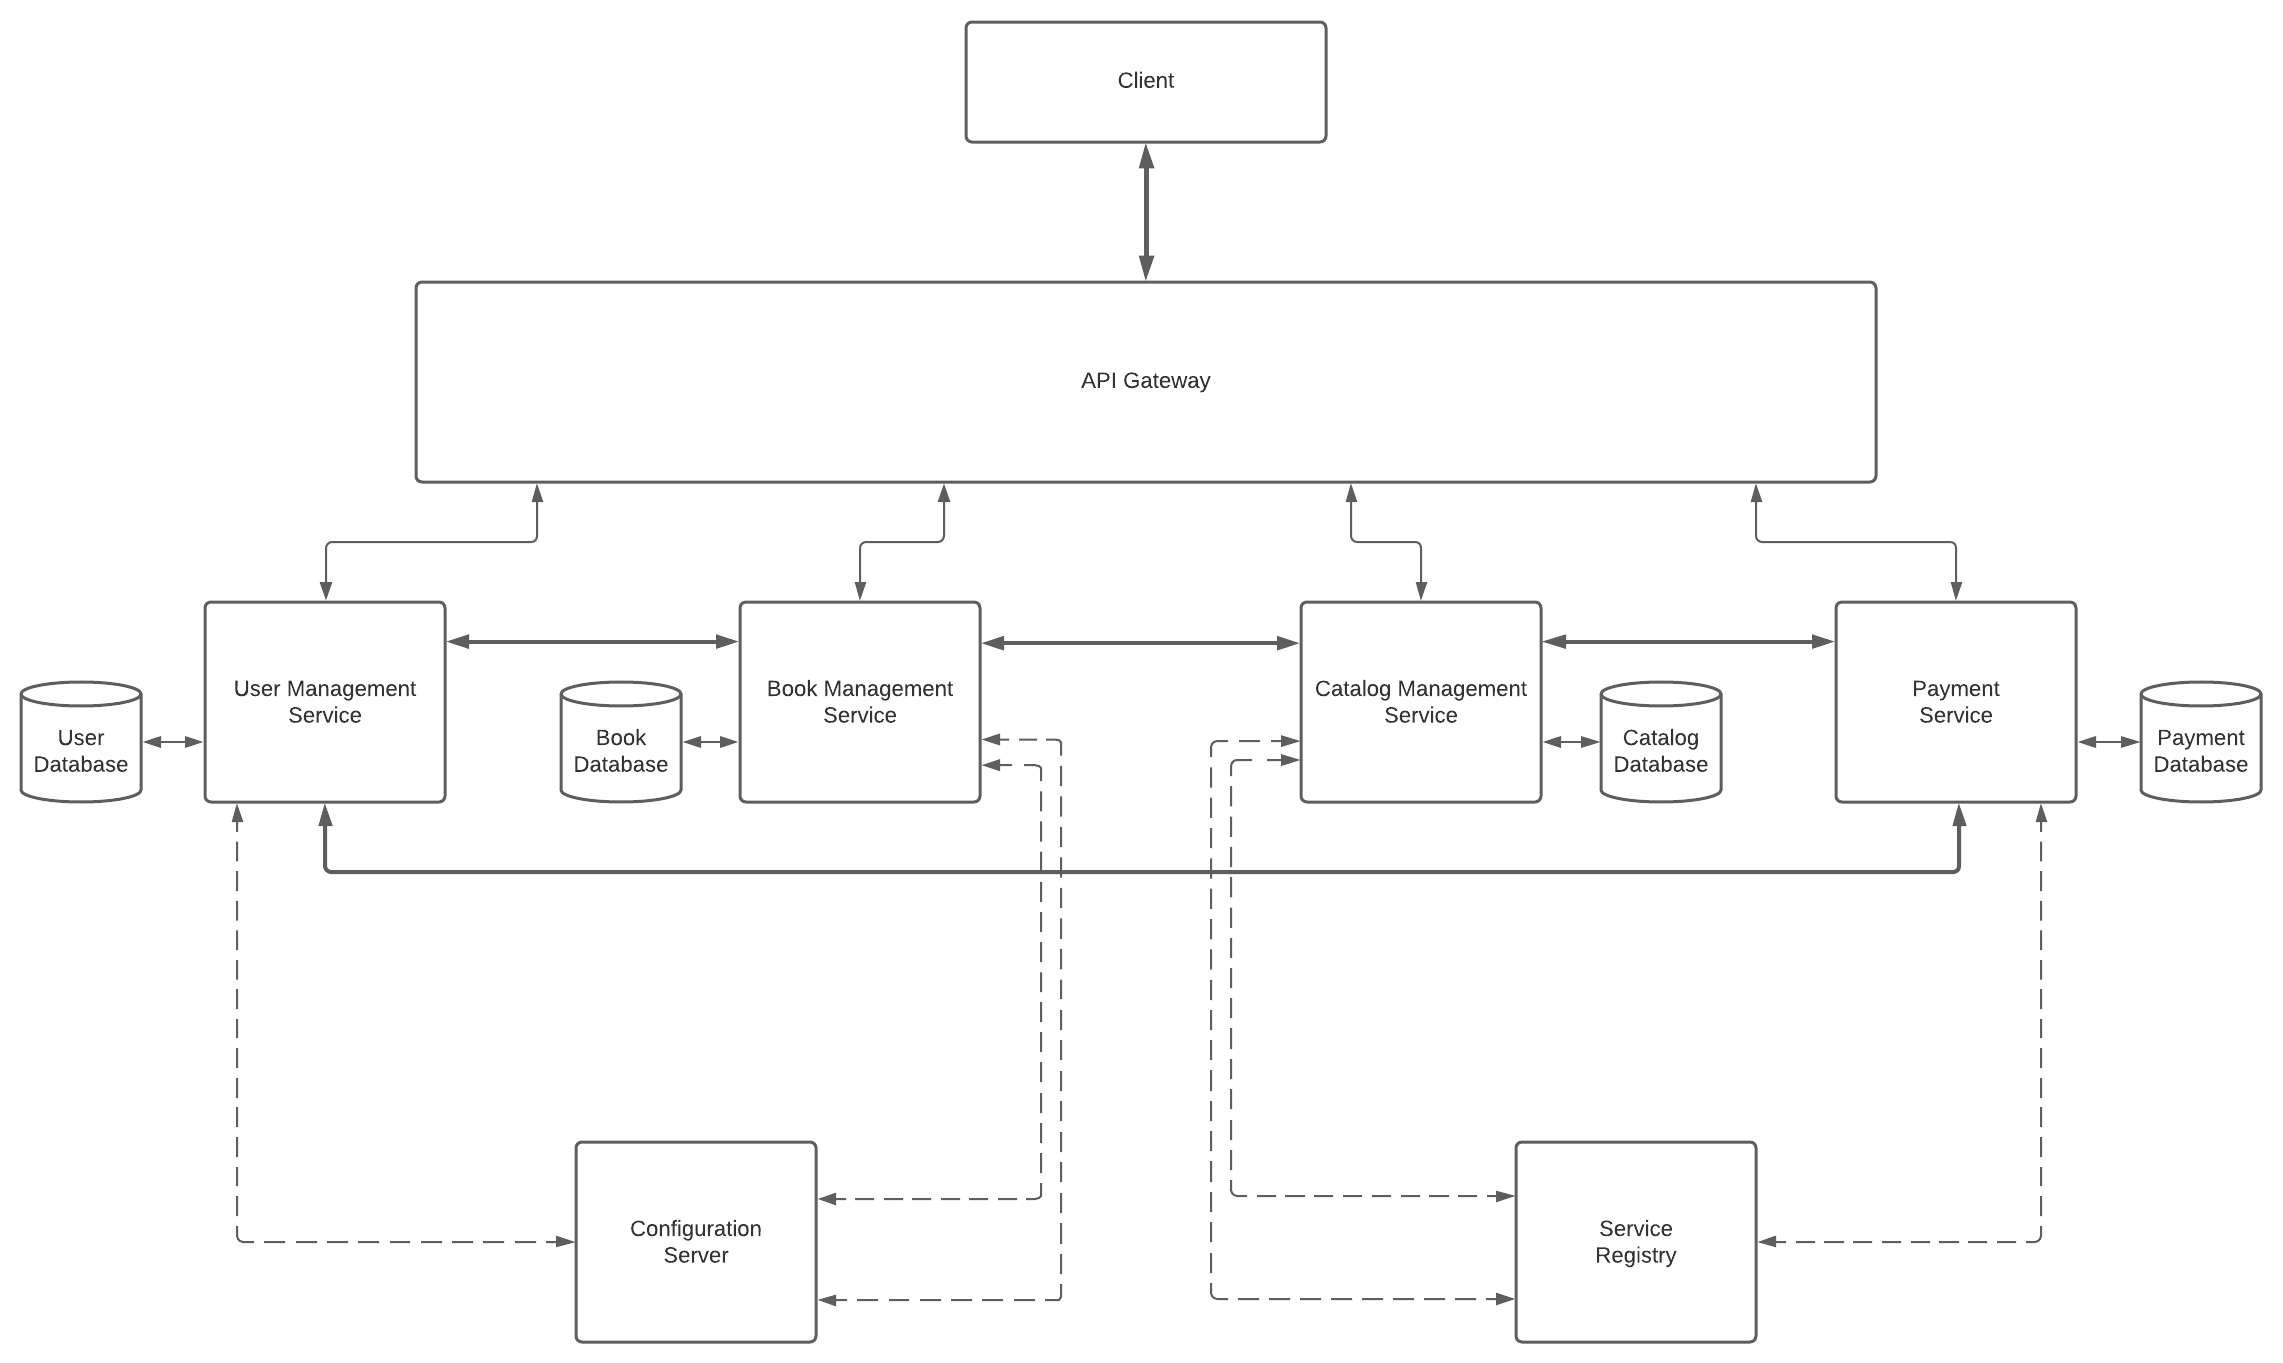 Client
API Gateway
User Management
Service
Book Management
Service
Catalog Management
Service
Payment
Service
User
Database
Book
Database
Catalog
Database
Payment
Database
Configuration
Server
Service
Registry